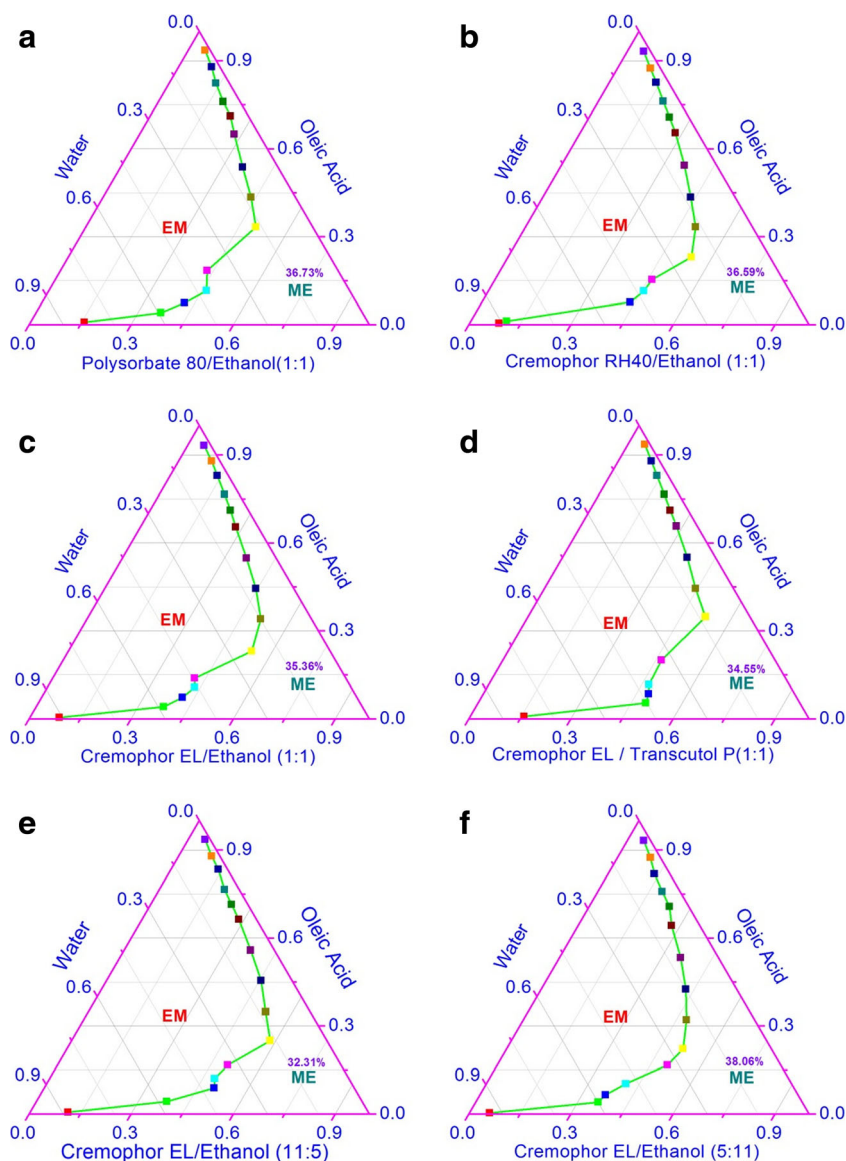 a
0.0
0.9
0.3
Water
Oleic Acid
0.6
0.6
EM
0.3
0.9
36.73%
ME
0.0
0.0
0.3
0.6
0.9
Polysorbate 80/Ethanol(1:1)
b
0.0
0.9
0.3
Water
Oleic Acid
0.6
0.6
EM
0.3
0.9
36.59%
ME
0.0
0.0
0.3
0.6
0.9
Cremophor RH40/Ethanol (1:1)
c
0.0
0.9
0.3
Water
Oleic Acid
0.6
0.6
EM
0.3
0.9
35.36%
ME
0.0
0.0
0.3
0.6
0.9
Cremophor EL/Ethanol (1:1)
d
0.0
0.9
0.3
Water
Oleic Acid
0.6
0.6
EM
0.3
0.9
34.55%
ME
0.0
0.0
0.3
0.6
0.9
Cremophor EL / Transcutol P(1:1)
e
0.0
0.9
0.3
Water
Oleic Acid
0.6
0.6
EM
0.3
0.9
32.31%
ME
0.0
0.0
0.3
0.6
0.9
Cremophor EL/Ethanol (11:5)
f
0.0
0.9
0.3
Water
Oleic Acid
0.6
0.6
EM
0.3
0.9
38.06%
ME
0.0
0.0
0.3
0.6
0.9
Cremophor EL/Ethanol (5:11)